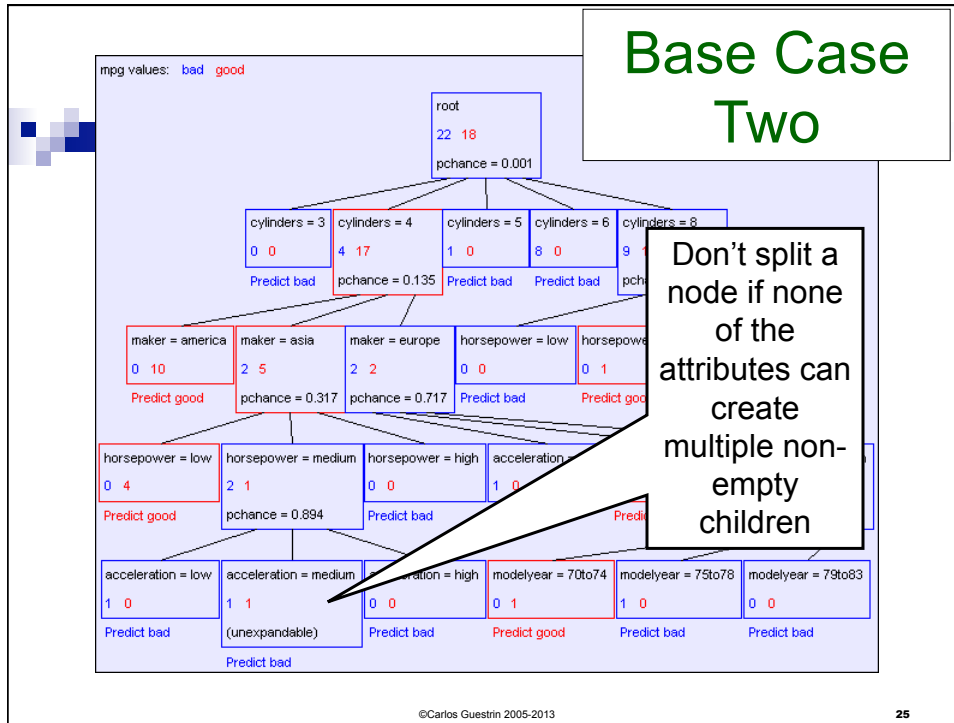 Base Case
Two
mpg values: bad good
root
22 18
pchance = 0.001
cylinders = 3
0 0
Predict bad
cylinders = 4
4 17
pchance = 0.135
cylinders = 5
1 0
Predict bad
cylinders = 6
8 0
Predict bad
cylinders = 8
9
Don't split a
node if none
of the
attributes can
create
multiple non-
empty
children
maker = america
0 10
Predict good
maker = asia
2 5
pchance = 0.317
maker = europe
2 2
pchance = 0.717
horsepower = low
0 0
Predict bad
0 1
horsepower = low
0 4
Predict good
horsepower = medium
2 1
pchance = 0.894
horsepower = high
0 0
Predict bad
acceleration =
1 0
acceleration = low
1 0
Predict bad
acceleration = medium
1 1
(unexpandable)
Predict bad
= high
0 0
Predict bad
modelyear = 70to74
0 1
Predict good
modelyear = 75to78
1 0
Predict bad
modelyear = 79to83
0 0
Predict bad
©Carlos Guestrin 2005-2013
25